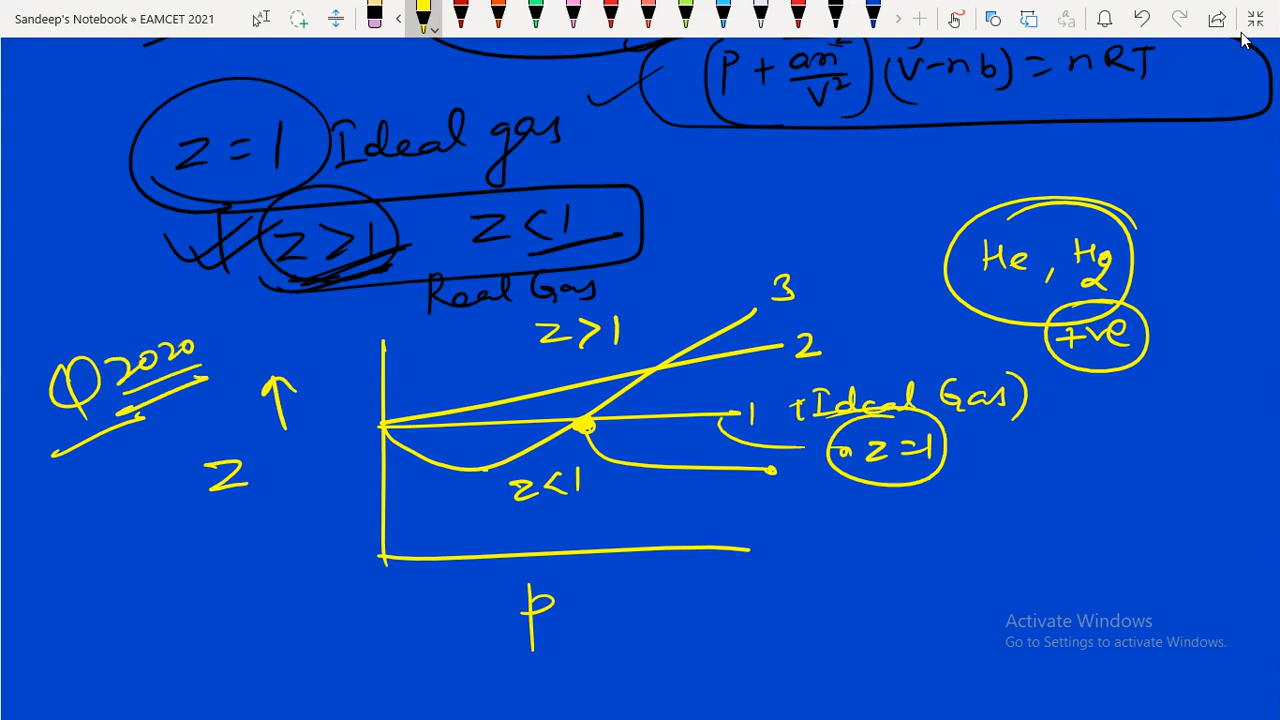 Sandeep's Notebook » EAMCET 2021
(P + an²/V²) (V-nb) = nRT
z = 1 Ideal gas
z > 1 z < 1
Real Gas
He, H2
+ve
z > 1
3
2
Q 2020
1 (Ideal Gas)
z = 1
z
z < 1
P
Activate Windows
Go to Settings to activate Windows.